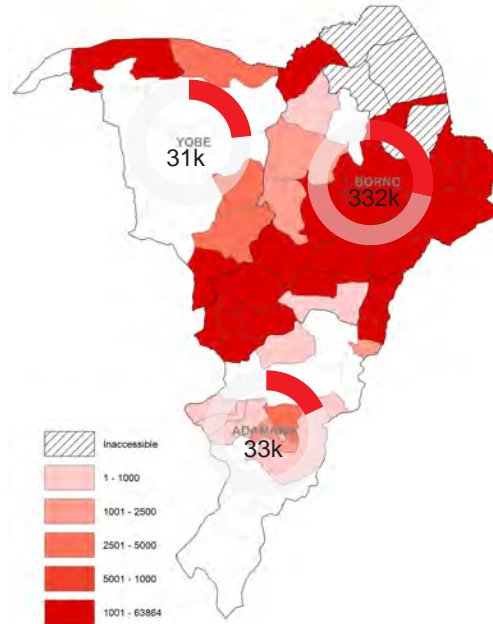 YOBE
31k
BORNO
332k
ADAMAWA
33k
Inaccessible
1 - 1000
1001 - 2500
2501 - 5000
5001 - 1000
1001 - 63864